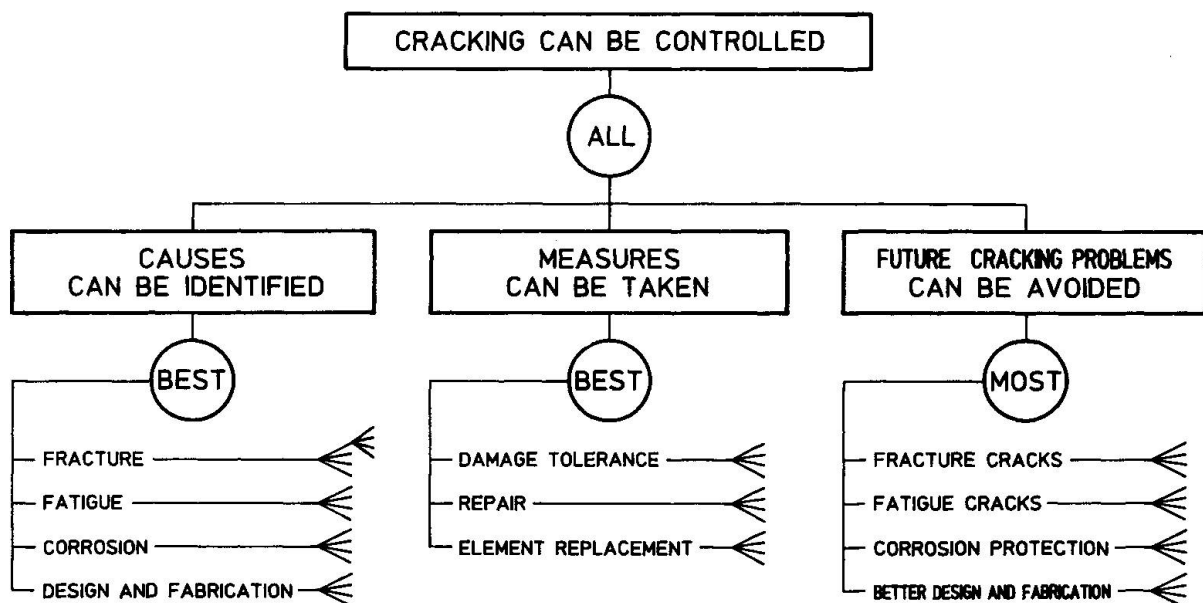 CRACKING CAN BE CONTROLLED
ALL
CAUSES
CAN BE IDENTIFIED
BEST
FRACTURE
FATIGUE
CORROSION
DESIGN AND FABRICATION
MEASURES
CAN BE TAKEN
BEST
DAMAGE TOLERANCE
REPAIR
ELEMENT REPLACEMENT
FUTURE CRACKING PROBLEMS
CAN BE AVOIDED
MOST
FRACTURE CRACKS
FATIGUE CRACKS
CORROSION PROTECTION
BETTER DESIGN AND FABRICATION